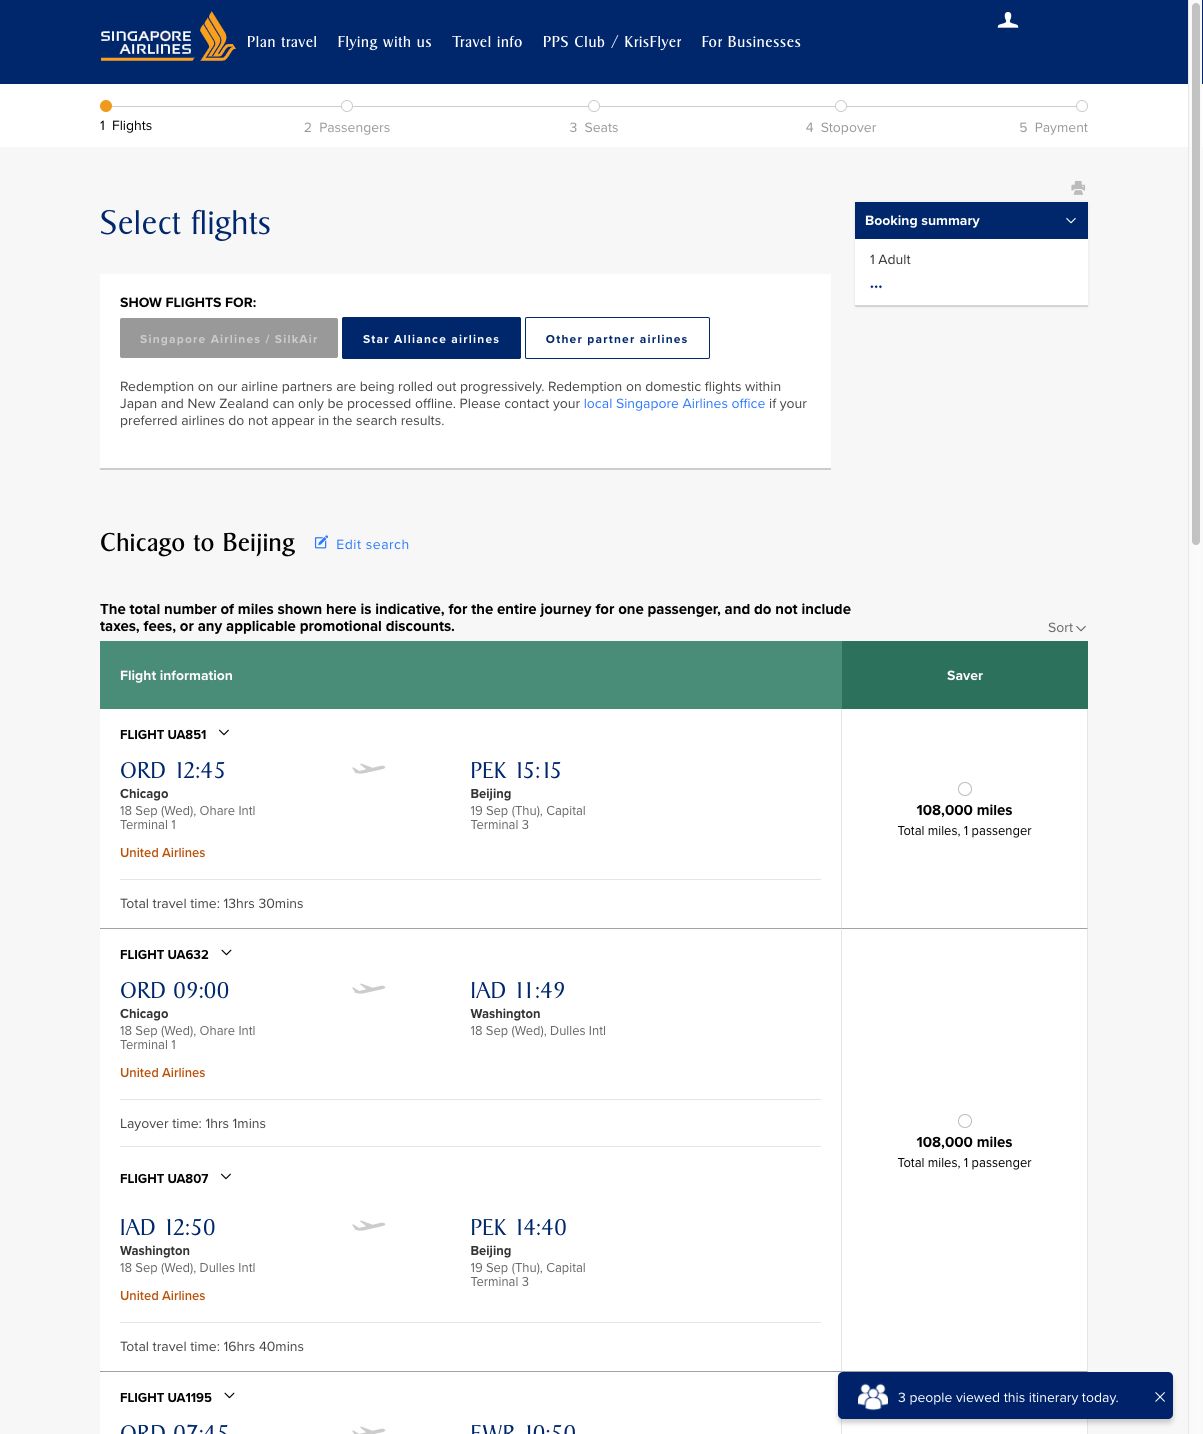 SINGAPORE
AIRLINES
Plan travel
Flying with us
Travel info
PPS Club / KrisFlyer
For Businesses
1 Flights
2 Passengers
3 Seats
4 Stopover
5 Payment
Select flights
Booking summary
1 Adult
...
SHOW FLIGHTS FOR:
Singapore Airlines / SilkAir
Star Alliance airlines
Other partner airlines
Redemption on our airline partners are being rolled out progressively. Redemption on domestic flights within
Japan and New Zealand can only be processed offline. Please contact your local Singapore Airlines office if your
preferred airlines do not appear in the search results.
Chicago to Beijing
Edit search
The total number of miles shown here is indicative, for the entire journey for one passenger, and do not include
taxes, fees, or any applicable promotional discounts.
Sort
Flight information
Saver
FLIGHT UA851
ORD 12:45
PEK 15:15
Chicago
Beijing
18 Sep (Wed), Ohare Intl
19 Sep (Thu), Capital
Terminal 1
Terminal 3
United Airlines
108,000 miles
Total miles, 1 passenger
Total travel time: 13hrs 30mins
FLIGHT UA632
ORD 09:00
IAD 11:49
Chicago
Washington
18 Sep (Wed), Ohare Intl
18 Sep (Wed), Dulles Intl
Terminal 1
United Airlines
Layover time: 1hrs 1mins
108,000 miles
Total miles, 1 passenger
FLIGHT UA807
IAD 12:50
PEK 14:40
Washington
Beijing
18 Sep (Wed), Dulles Intl
19 Sep (Thu), Capital
Terminal 3
United Airlines
Total travel time: 16hrs 40mins
FLIGHT UA1195
3 people viewed this itinerary today.
ORD 07:45
EWR 10:50